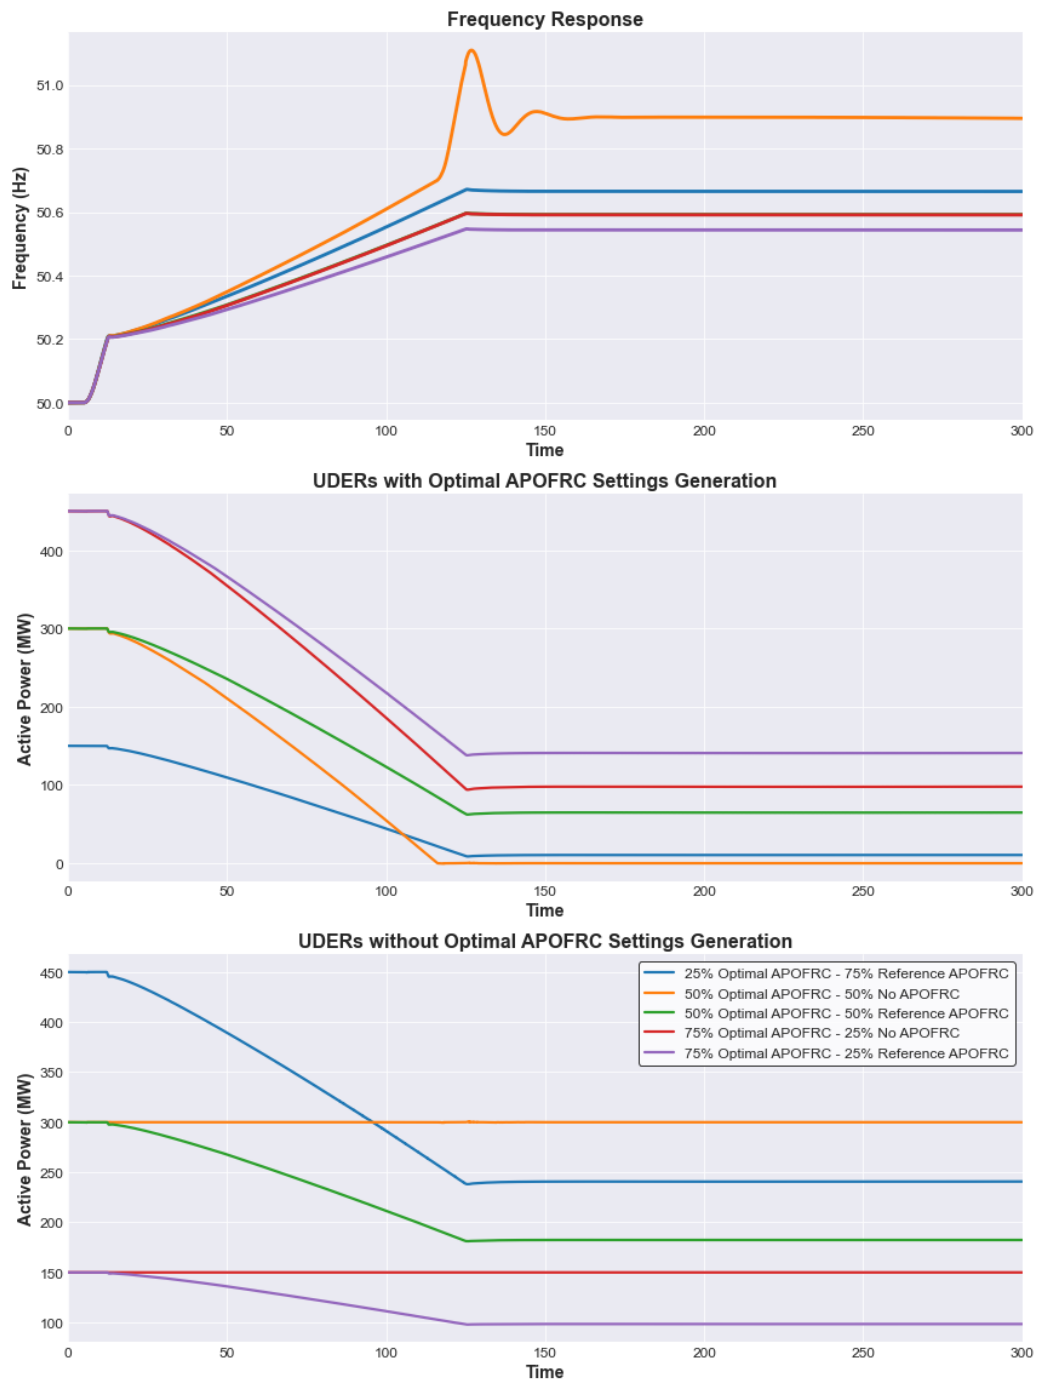 Frequency Response
Frequency (Hz)
51.0
50.8
50.6
50.4
50.2
50.0
0 50 100 150 200 250 300
Time
UDERs with Optimal APOFRC Settings Generation
Active Power (MW)
400
300
200
100
0
0 50 100 150 200 250 300
Time
UDERs without Optimal APOFRC Settings Generation
Active Power (MW)
450
400
350
300
250
200
150
100
25% Optimal APOFRC - 75% Reference APOFRC
50% Optimal APOFRC - 50% No APOFRC
50% Optimal APOFRC - 50% Reference APOFRC
75% Optimal APOFRC - 25% No APOFRC
75% Optimal APOFRC - 25% Reference APOFRC
0 50 100 150 200 250 300
Time